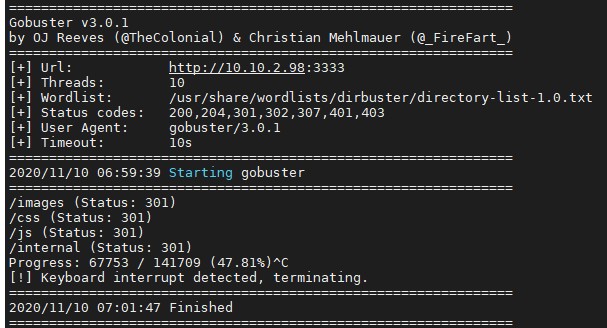 ===============================================================
Gobuster v3.0.1
by OJ Reeves (@TheColonial) & Christian Mehlmauer (@_FireFart_)
===============================================================
[+] Url:            http://10.10.2.98:3333
[+] Threads:        10
[+] Wordlist:       /usr/share/wordlists/dirbuster/directory-list-1.0.txt
[+] Status codes:   200,204,301,302,307,401,403
[+] User Agent:     gobuster/3.0.1
[+] Timeout:        10s
===============================================================
2020/11/10 06:59:39 Starting gobuster
===============================================================
/images (Status: 301)
/css (Status: 301)
/js (Status: 301)
/internal (Status: 301)
Progress: 67753 / 141709 (47.81%)^C
[!] Keyboard interrupt detected, terminating.
===============================================================
2020/11/10 07:01:47 Finished
===============================================================